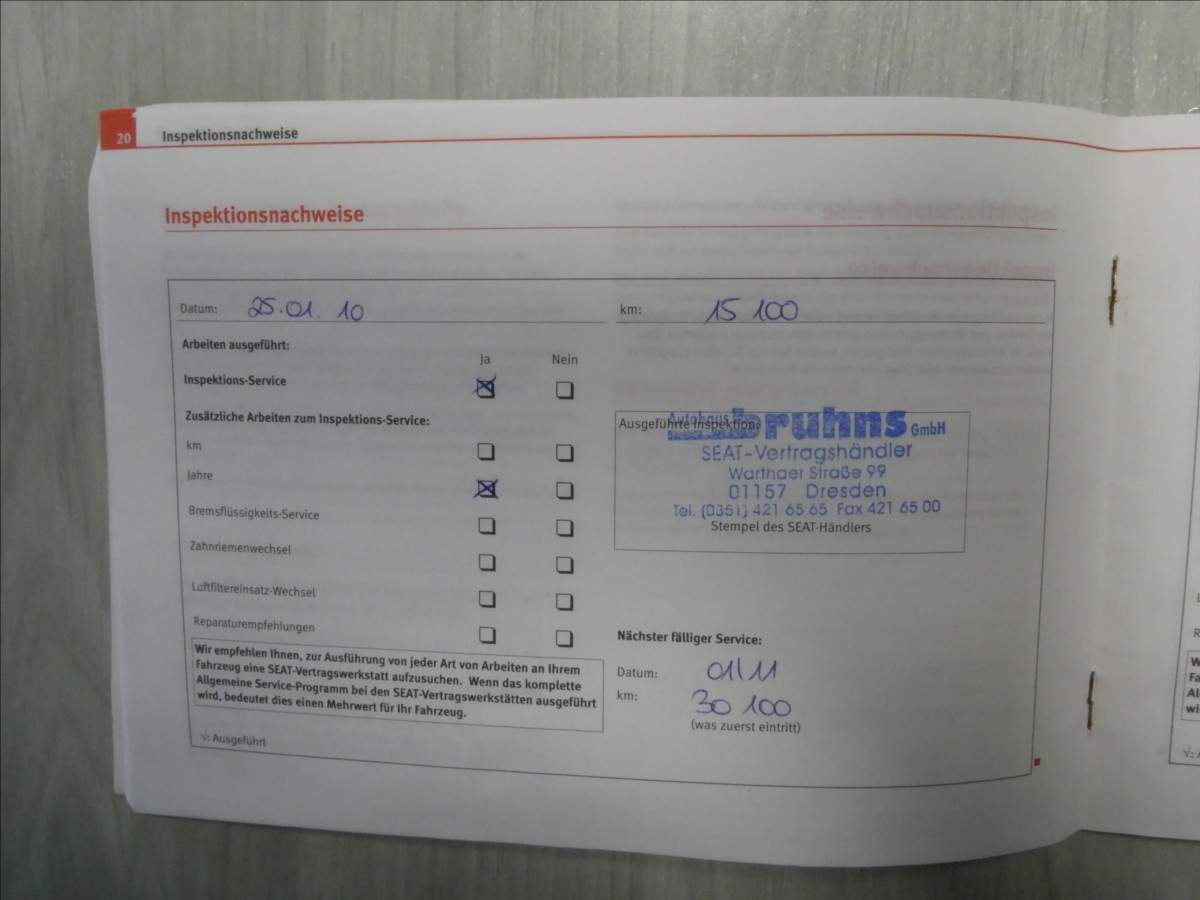 20 Inspektionsnachweise
Inspektionsnachweise
Datum: 25.01.10
km: 15 100
Arbeiten ausgeführt:
Ja Nein
Inspektions-Service
Zusätzliche Arbeiten zum Inspektions-Service:
km
Jahre
Bremsflüssigkeits-Service
Zahnriemenwechsel
Luftfiltereinsatz-Wechsel
Reparaturempfehlungen
Wir empfehlen Ihnen, zur Ausführung von jeder Art von Arbeiten an Ihrem
Fahrzeug eine SEAT-Vertragswerkstatt aufzusuchen. Wenn das komplette
Allgemeine Service-Programm bei den SEAT-Vertragswerkstätten ausgeführt
wird, bedeutet dies einen Mehrwert für Ihr Fahrzeug.
√: Ausgeführt
Ausgeführte Inspektion:
Autohaus bruhns GmbH
SEAT-Vertragshändler
Warthaer Straße 99
01157 Dresden
Tel. (0351) 421 65 65 Fax 421 65 00
Stempel des SEAT-Händlers
Nächster fälliger Service:
Datum: 01/11
km: 30 100
(was zuerst eintritt)